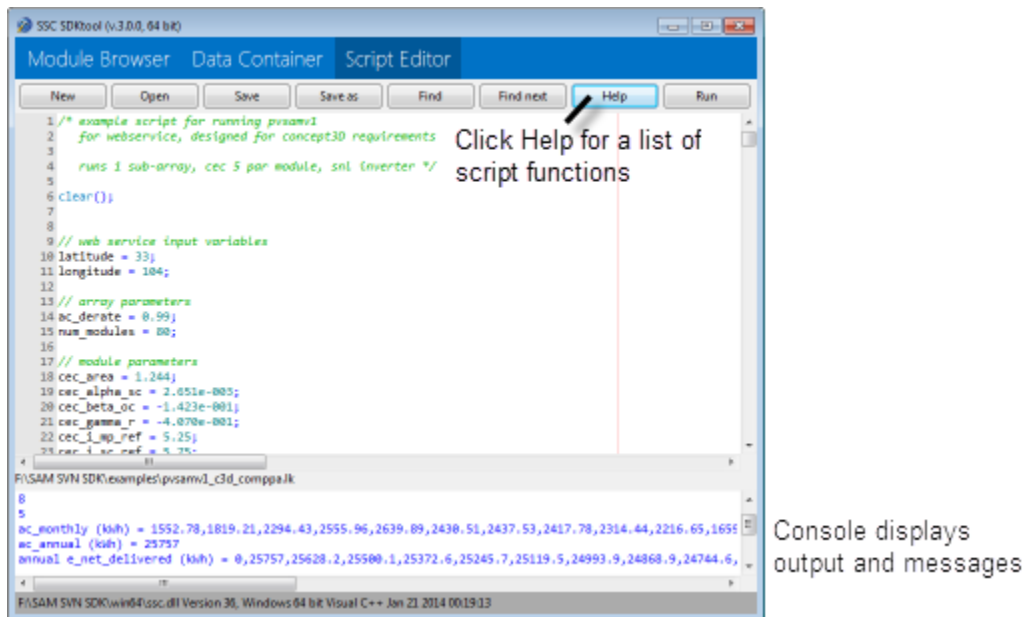 SSC SDKtool (v.3.0.0, 64 bit)
Module Browser Data Container Script Editor
New Open Save Save as Find Find next Help Run
1 /* example script for running pvsamv1
2 for webservice, designed for concept3D requirements
3
4 runs 1 sub-array, cec 5 par module, snl inverter */
5
6 clear();
7
8
9 // web service input variables
10 latitude = 33;
11 longitude = 104;
12
13 // array parameters
14 ac_derate = 0.99;
15 num_modules = 80;
16
17 // module parameters
18 cec_area = 1.244;
19 cec_alpha_sc = 2.651e-003;
20 cec_beta_oc = -1.423e-001;
21 cec_gamma_r = -4.070e-001;
22 cec_i_mp_ref = 5.25;
23 cec_i_sc_ref = 5.75;
Click Help for a list of
script functions
F:\SAM SVN SDK\examples\pvsamv1_c3d_comppa.lk
8
5
ac_monthly (kWh) = 1552.78,1819.21,2294.43,2555.96,2639.89,2430.51,2437.53,2417.78,2314.44,2216.65,1655
ac_annual (kWh) = 25757
annual e_net_delivered (kWh) = 0,25757,25628.2,25500.1,25372.6,25245.7,25119.5,24993.9,24868.9,24744.6,
Console displays
output and messages
F:\SAM SVN SDK\win64\ssc.dll Version 36, Windows 64 bit Visual C++ Jan 21 2014 00:19:13